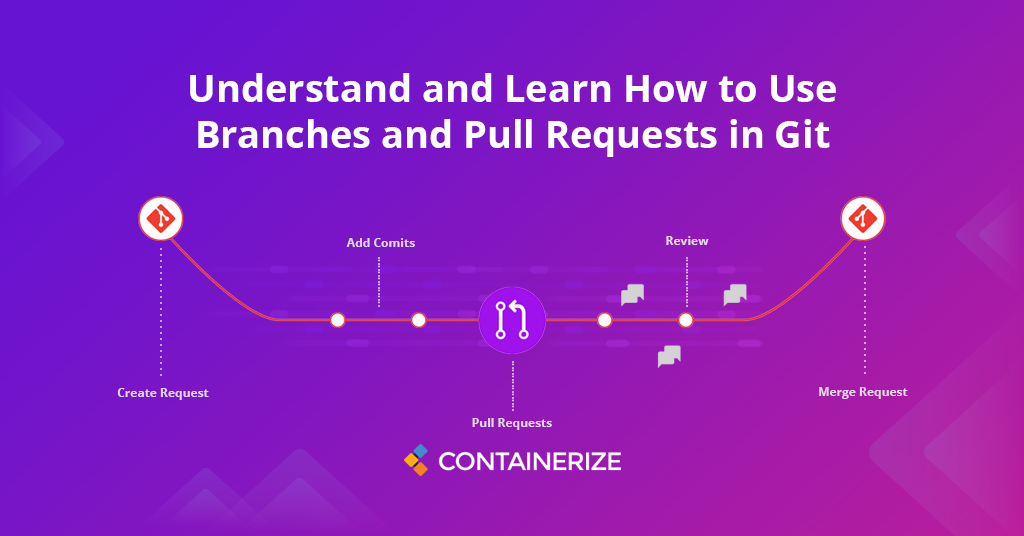 Understand and Learn How to Use
Branches and Pull Requests in Git
Add Comits
Review
Create Request
Merge Request
Pull Requests
CONTAINERIZE